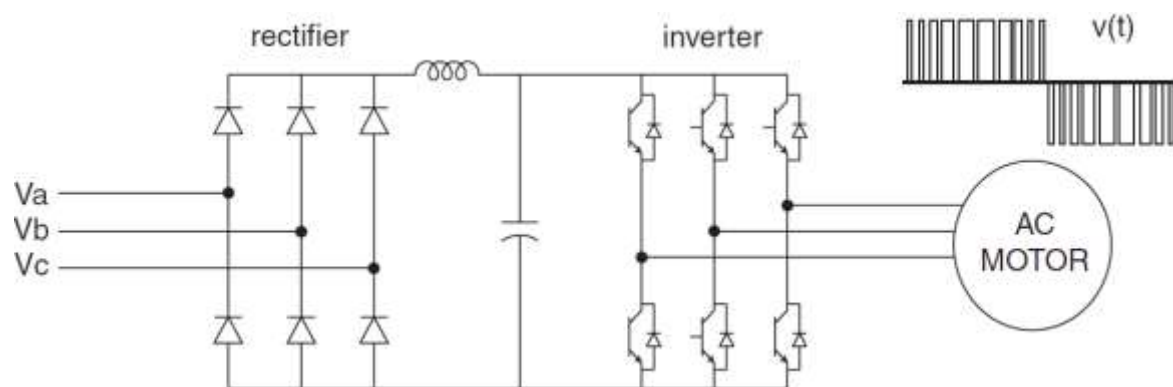 rectifier
inverter
v(t)
Va
Vb
Vc
AC
MOTOR